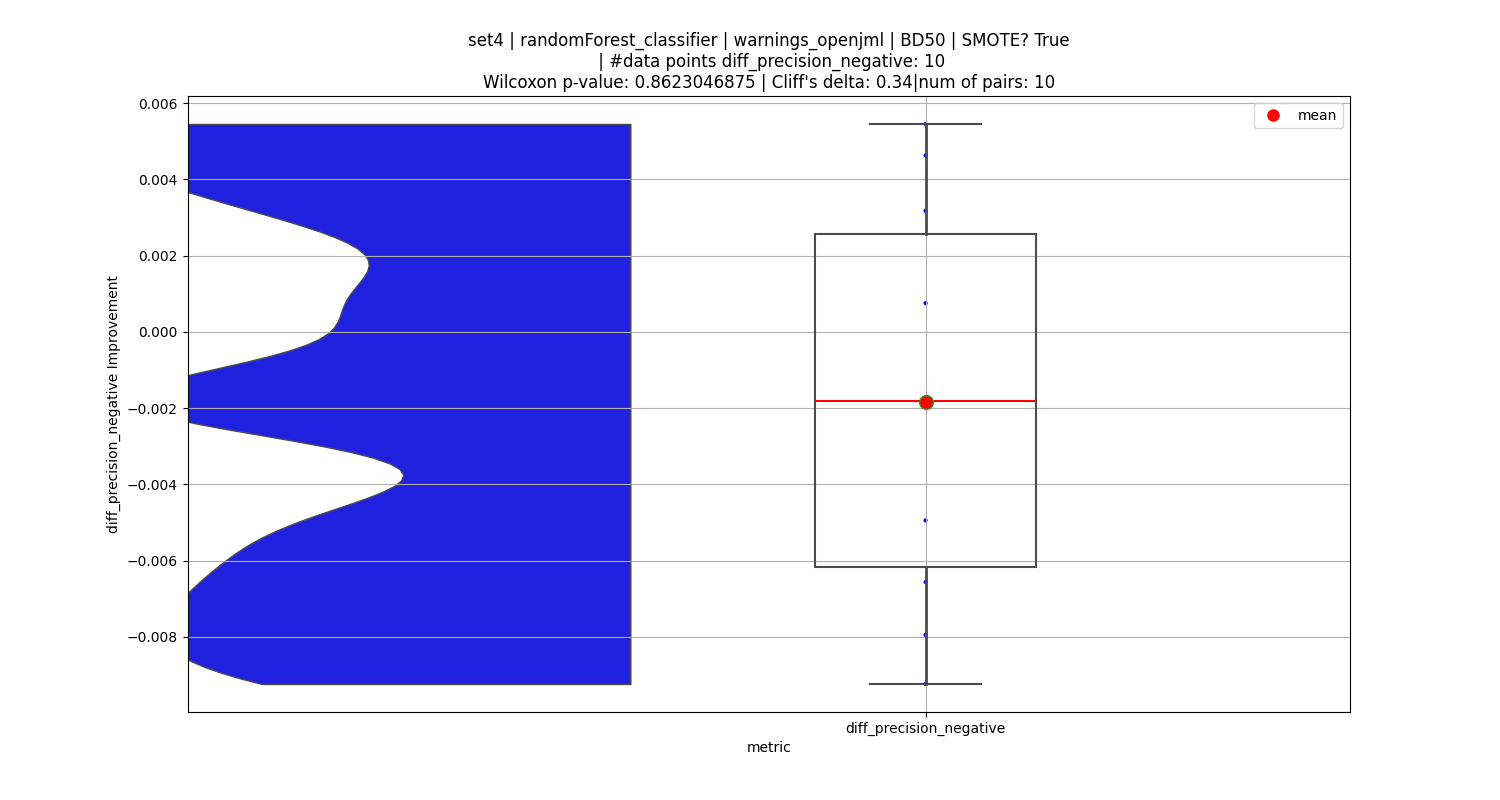 set4 | randomForest_classifier | warnings_openjml | BD50 | SMOTE? True
| #data points diff_precision_negative: 10
Wilcoxon p-value: 0.8623046875 | Cliff's delta: 0.34|num of pairs: 10
mean
0.006
0.004
0.002
0.000
−0.002
−0.004
−0.006
−0.008
diff_precision_negative Improvement
diff_precision_negative
metric